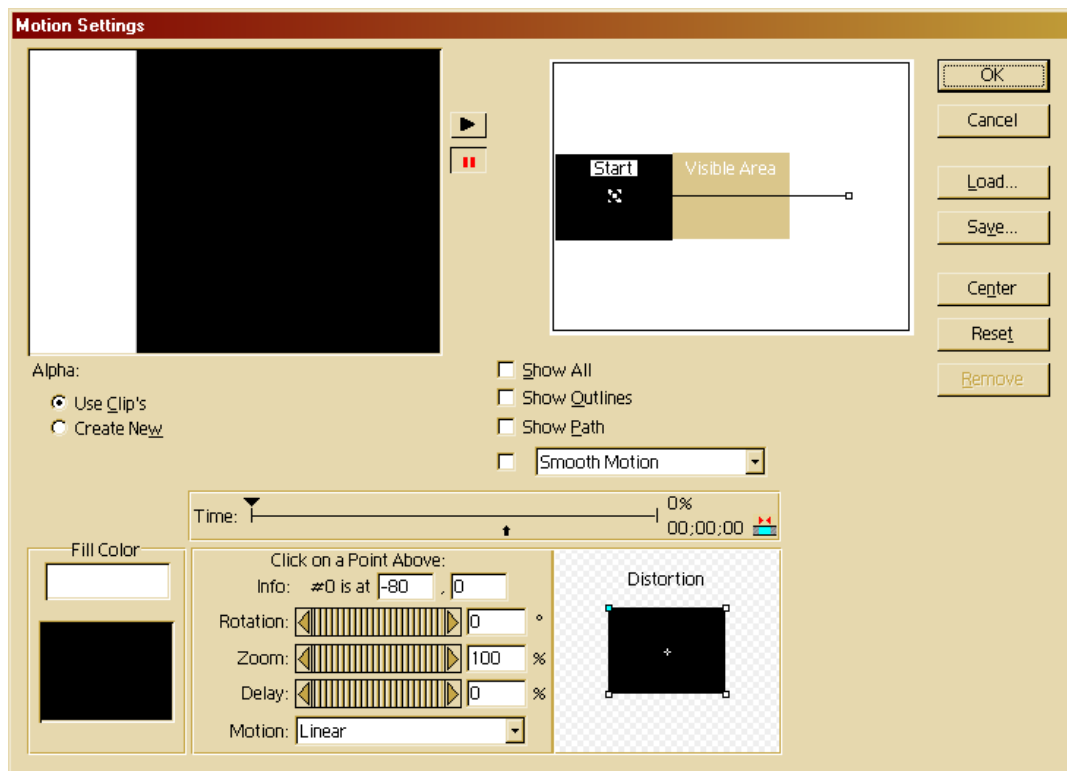 Motion Settings
OK
Cancel
Start
Visible Area
Load...
Save...
Center
Reset
Remove
Alpha:
Use Clip's
Create New
Show All
Show Outlines
Show Path
Smooth Motion
Time:
0%
00;00;00
Fill Color
Click on a Point Above:
Info: #0 is at -80 , 0
Rotation: 0 °
Zoom: 100 %
Delay: 0 %
Motion: Linear
Distortion